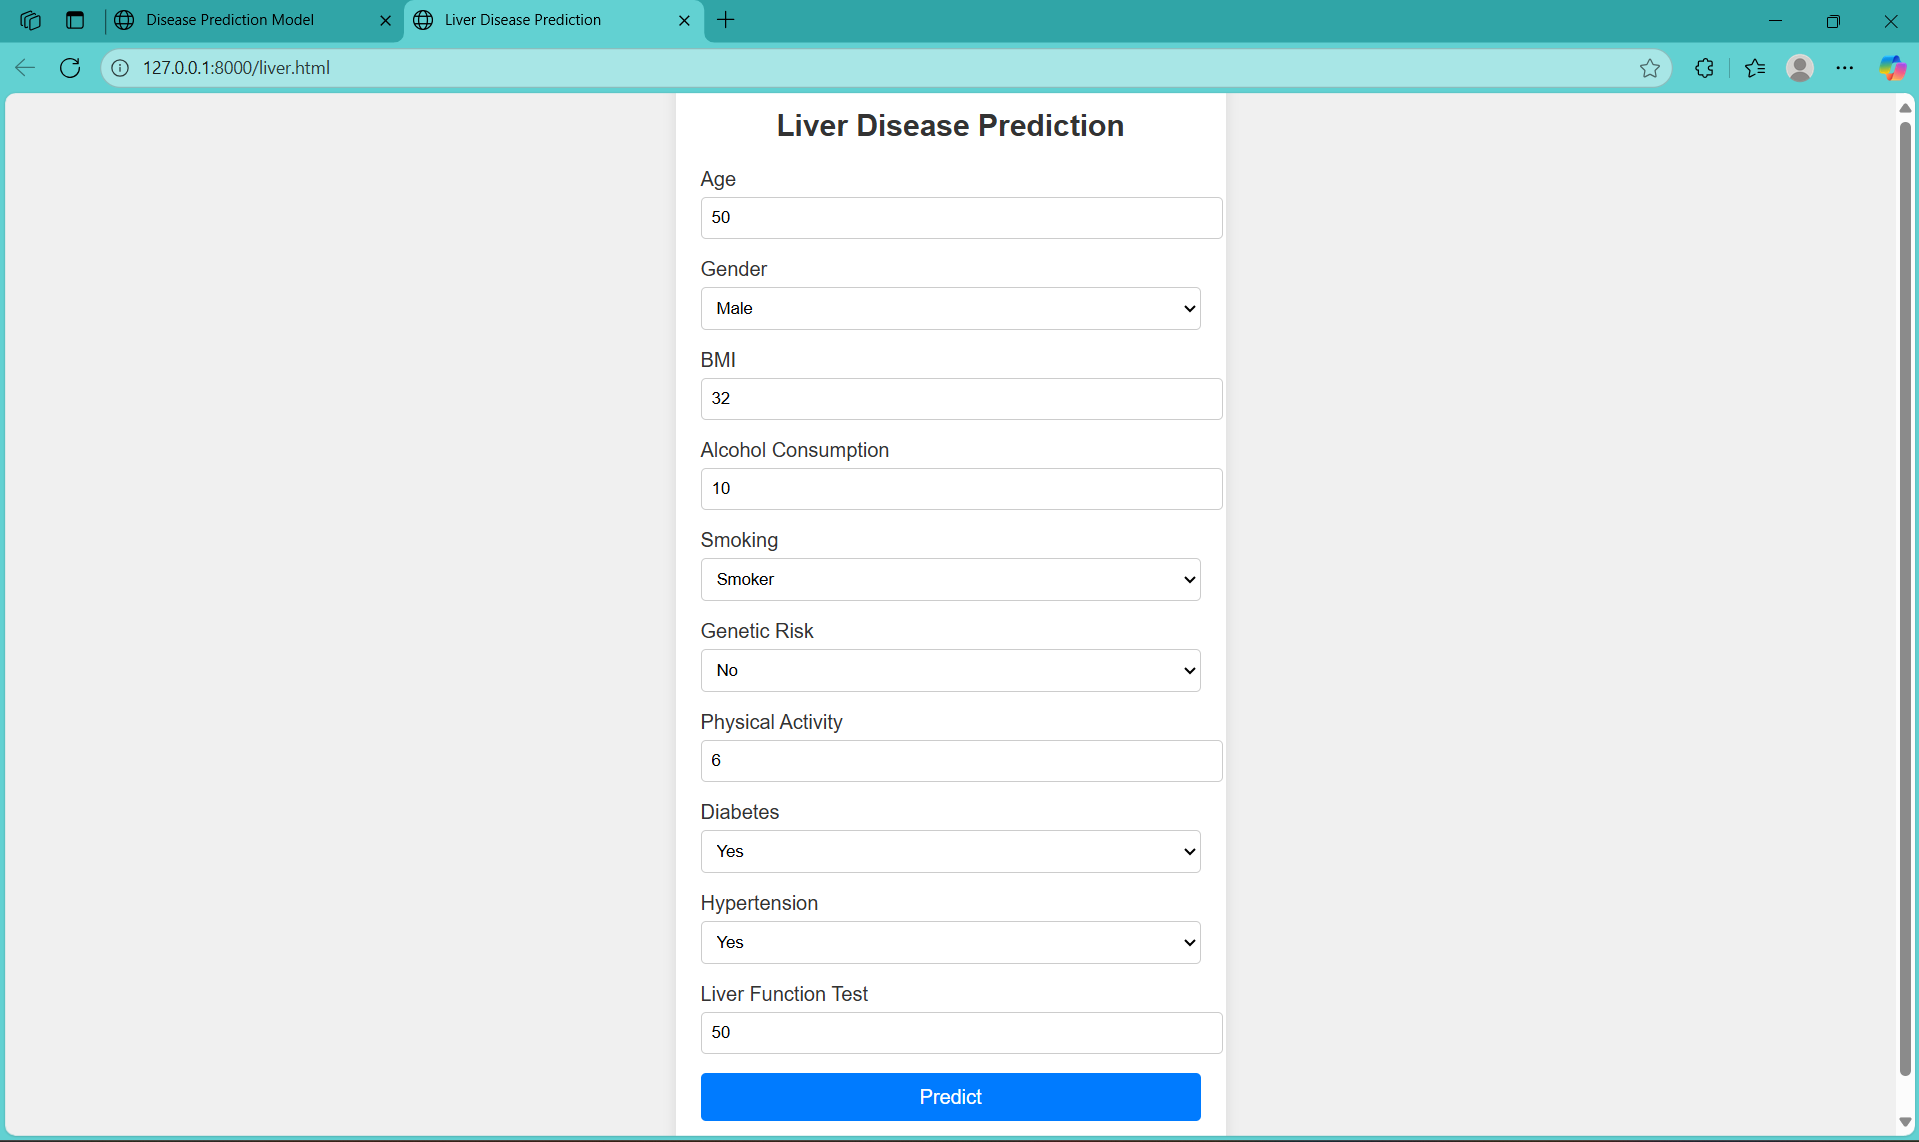 Disease Prediction Model
Liver Disease Prediction
127.0.0.1:8000/liver.html
Liver Disease Prediction
Age
50
Gender
Male
BMI
32
Alcohol Consumption
10
Smoking
Smoker
Genetic Risk
No
Physical Activity
6
Diabetes
Yes
Hypertension
Yes
Liver Function Test
50
Predict